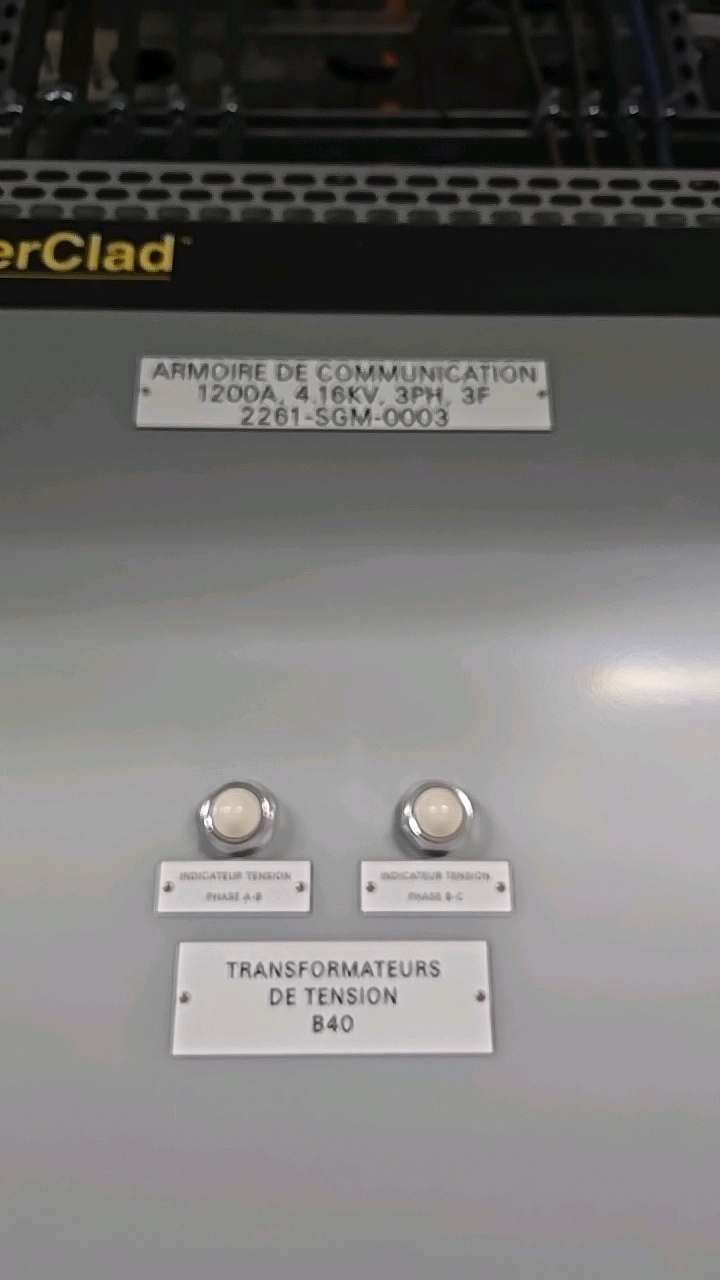 erClad™
ARMOIRE DE COMMUNICATION
1200A, 4.16KV, 3PH, 3F
2261-SGM-0003
INDICATEUR TENSION
PHASE A-B
INDICATEUR TENSION
PHASE B-C
TRANSFORMATEURS
DE TENSION
B40